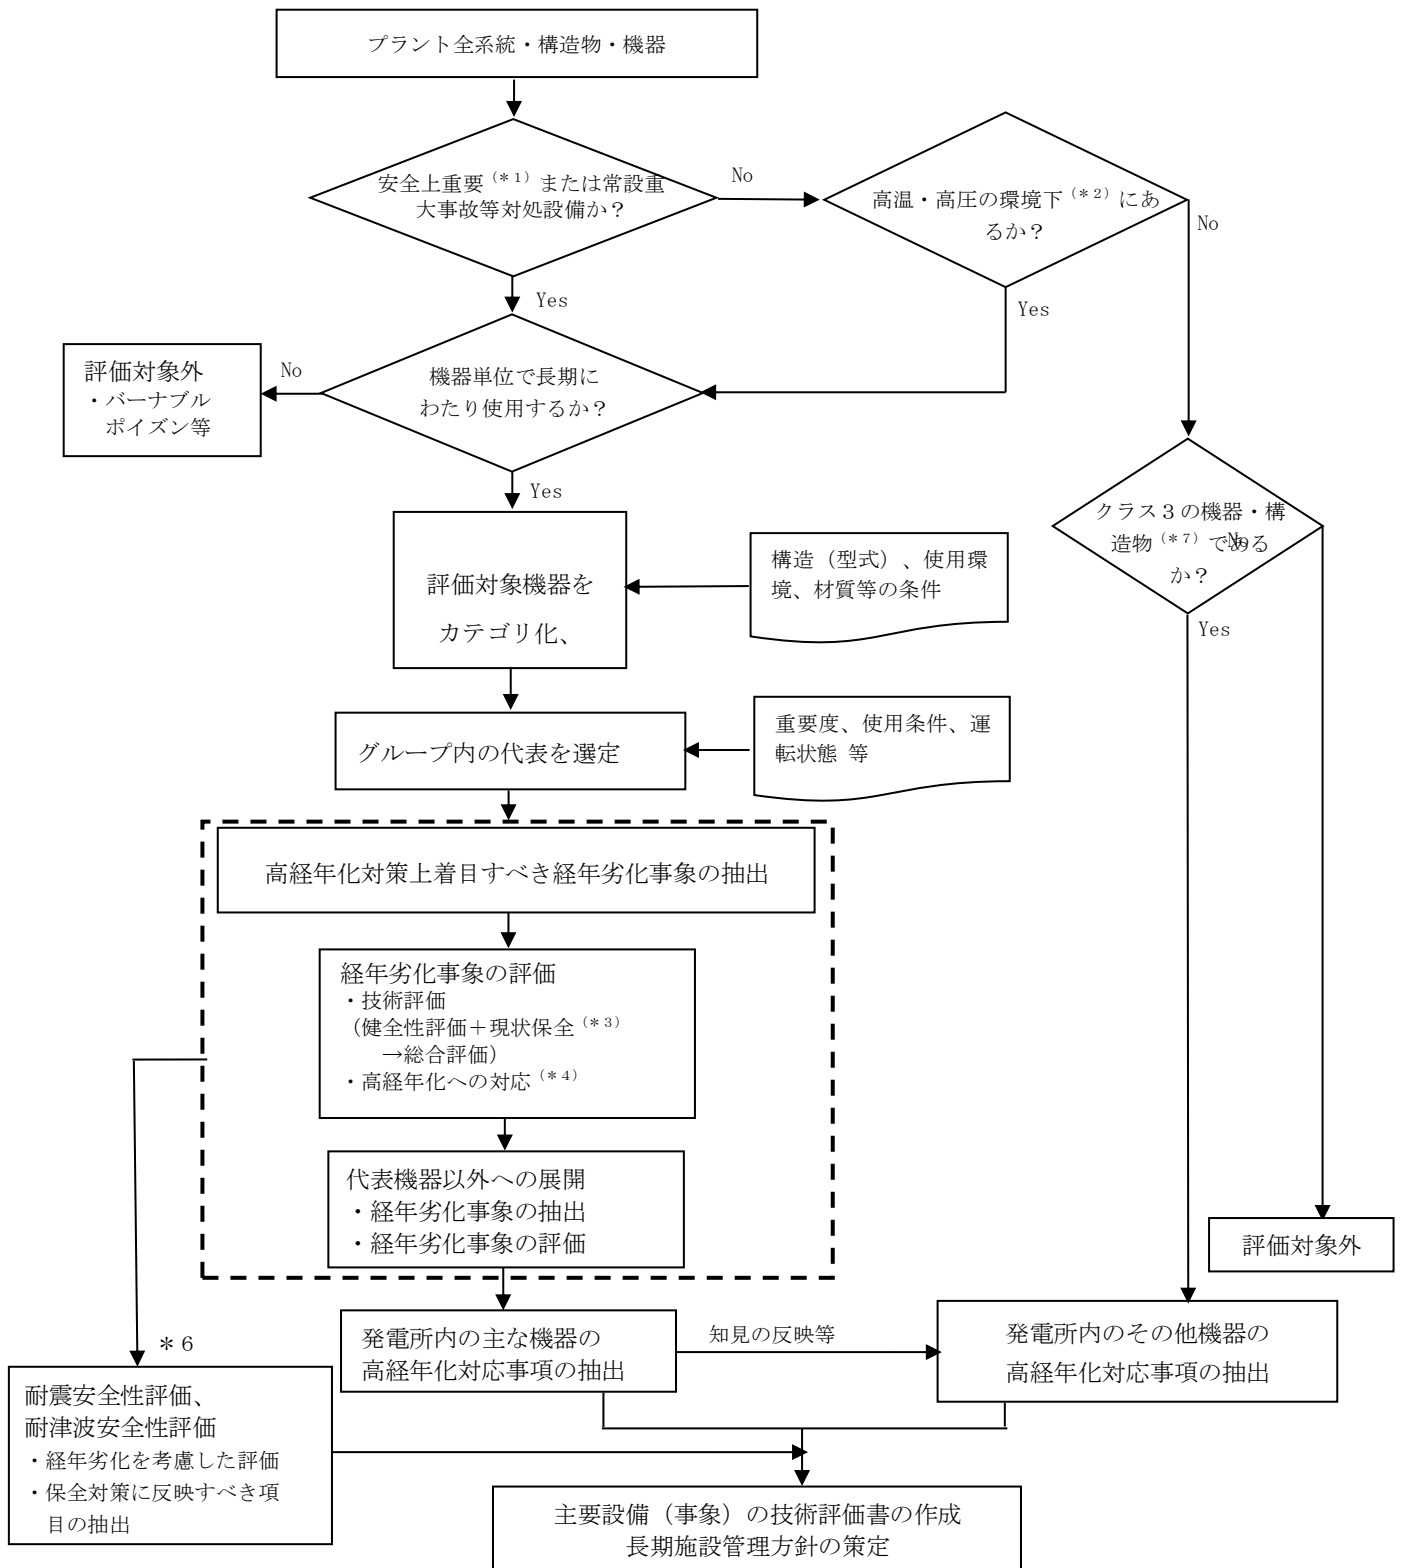 プラント全系統・構造物・機器
安全上重要（＊１）または常設重
大事故等対処設備か？
No
高温・高圧の環境下（＊２）にあ
るか？
No
Yes
Yes
評価対象外
・バーナブル
ポイズン等
No
機器単位で長期に
わたり使用するか？
Yes
クラス３の機器・構
造物（＊７）である
か？
No
Yes
評価対象機器を
カテゴリ化、
構造（型式）、使用環
境、材質等の条件
グループ内の代表を選定
重要度、使用条件、運
転状態 等
高経年化対策上着目すべき経年劣化事象の抽出
経年劣化事象の評価
・技術評価
（健全性評価＋現状保全（＊３）
→総合評価）
・高経年化への対応（＊４）
代表機器以外への展開
・経年劣化事象の抽出
・経年劣化事象の評価
評価対象外
発電所内の主な機器の
高経年化対応事項の抽出
知見の反映等
発電所内のその他機器の
高経年化対応事項の抽出
＊６
耐震安全性評価、
耐津波安全性評価
・経年劣化を考慮した評価
・保全対策に反映すべき項
目の抽出
主要設備（事象）の技術評価書の作成
長期施設管理方針の策定